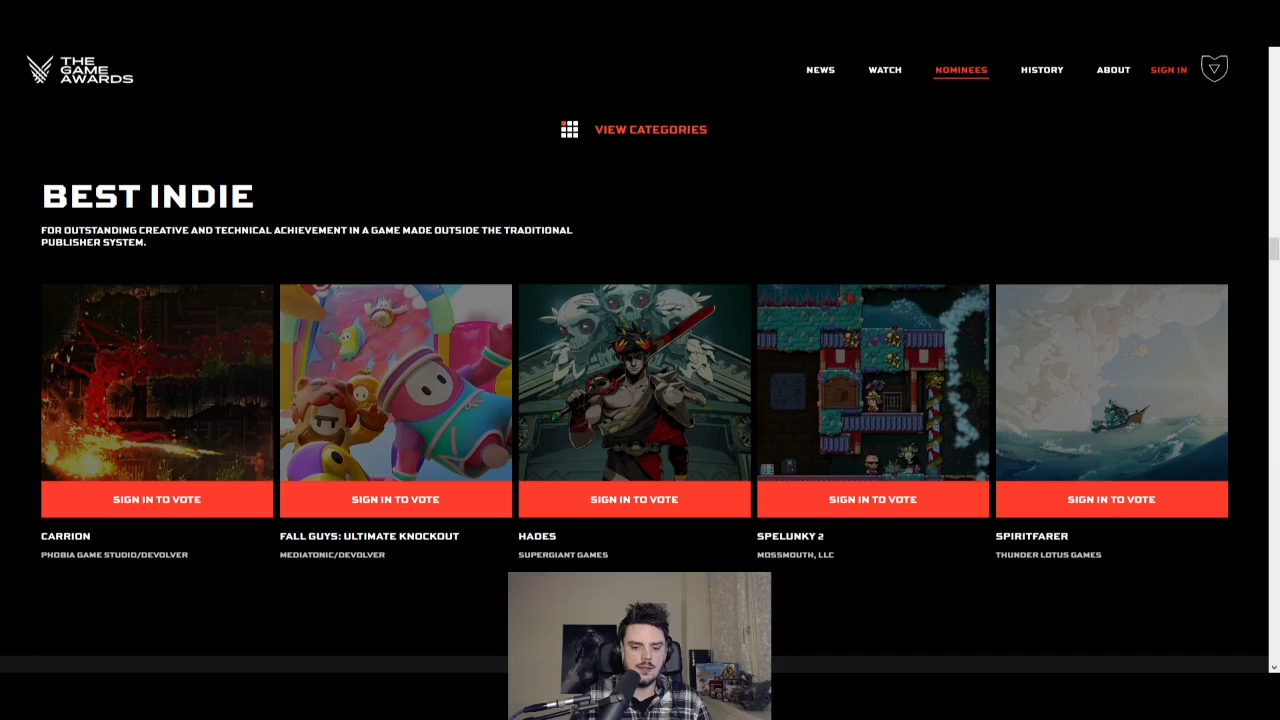 THE
GAME
AWARDS
NEWS
WATCH
NOMINEES
HISTORY
ABOUT
SIGN IN
VIEW CATEGORIES
BEST INDIE
FOR OUTSTANDING CREATIVE AND TECHNICAL ACHIEVEMENT IN A GAME MADE OUTSIDE THE TRADITIONAL
PUBLISHER SYSTEM.
SIGN IN TO VOTE
SIGN IN TO VOTE
SIGN IN TO VOTE
SIGN IN TO VOTE
SIGN IN TO VOTE
CARRION
PHOBIA GAME STUDIO/DEVOLVER
FALL GUYS: ULTIMATE KNOCKOUT
MEDIATONIC/DEVOLVER
HADES
SUPERGIANT GAMES
SPELUNKY 2
MOSSMOUTH, LLC
SPIRITFARER
THUNDER LOTUS GAMES